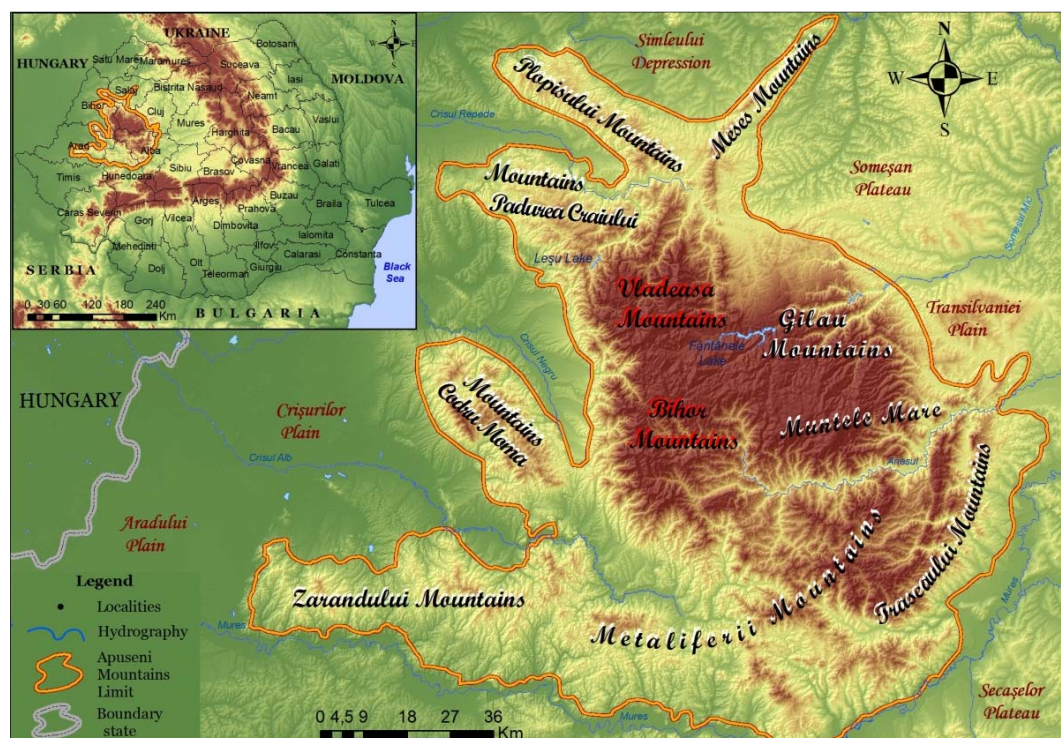 UKRAINE
N
W E
S
Botosani
HUNGARY
Satu Mare
Maramures
Suceava
MOLDOVA
Iasi
Salaj
Bistrita Nasaud
Neamt
Bihor
Cluj
Mures
Vaslui
Harghita
Bacau
Arad
Alba
Sibiu
Brasov
Covasna
Vrancea
Galati
Timis
Hunedoara
Caras Severin
Gorj
Vilcea
Arges
Prahova
Buzau
Braila
Tulcea
Dimbovita
Mehedinti
Ialomita
Ilfov
Dolj
Olt
Teleorman
Giurgiu
Calarasi
Constanta
SERBIA
Black
Sea
0 30 60 120 180 240
Km
BULGARIA
Simleului
Depression
N
W E
S
Plopisului Mountains
Meses Mountains
Crisul Repede
Someşan
Plateau
Mountains
Padurea Craiului
Somesul Mic
Leşu Lake
Vladeasa
Mountains
Gilau
Mountains
Transilvaniei
Plain
Fântânele
Lake
Crisul Negru
HUNGARY
Mountains
Codru Moma
Crişurilor
Plain
Bihor
Mountains
Muntele Mare
Ariesul
Crisul Alb
Aradului
Plain
Trascaului Mountains
Zarandului Mountains
Metaliferii Mountains
Mures
Mures
Mures
Secaşelor
Plateau
Legend
Localities
Hydrography
Apuseni
Mountains
Limit
Boundary
state
0 4,5 9 18 27 36
Km